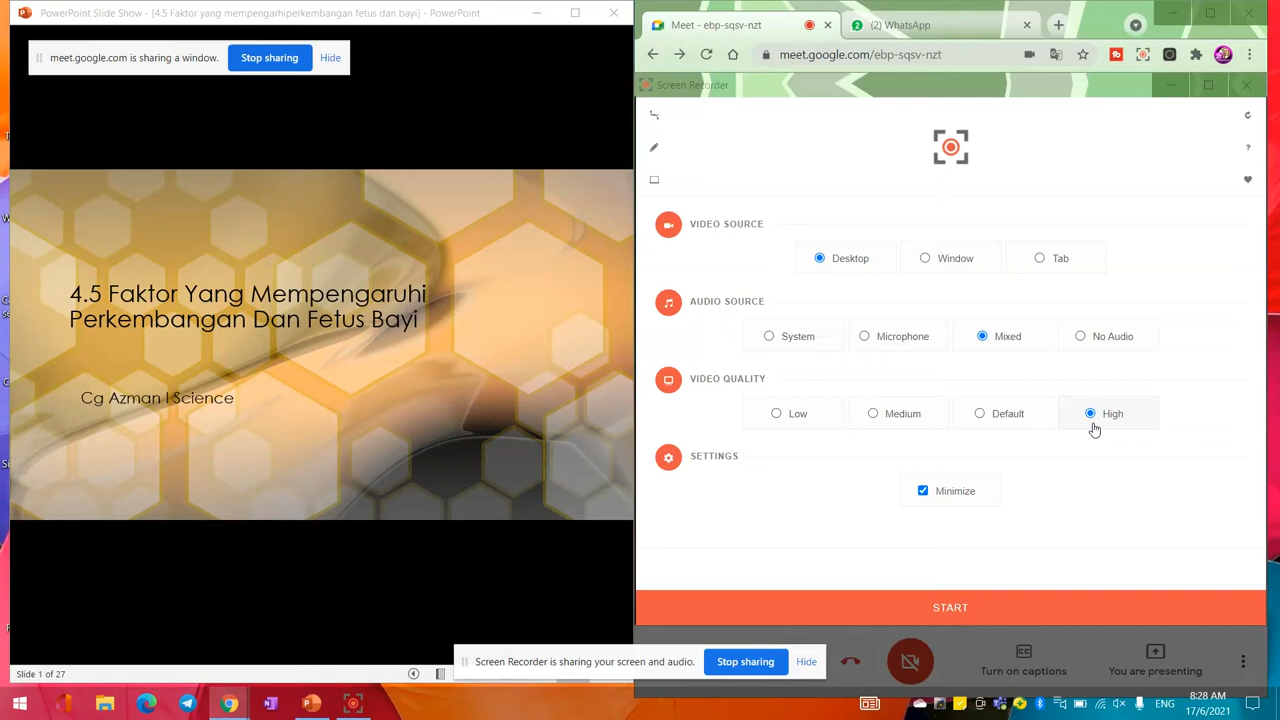 PowerPoint Slide Show - [4.5 Faktor yang mempengarhiperkembangan fetus dan bayi] - PowerPoint
meet.google.com is sharing a window.
Stop sharing
Hide
4.5 Faktor Yang Mempengaruhi
Perkembangan Dan Fetus Bayi
Cg Azman I Science
Slide 1 of 27
Meet - ebp-sqsv-nzt
(2) WhatsApp
meet.google.com/ebp-sqsv-nzt
Screen Recorder
?
VIDEO SOURCE
Desktop
Window
Tab
AUDIO SOURCE
System
Microphone
Mixed
No Audio
VIDEO QUALITY
Low
Medium
Default
High
SETTINGS
Minimize
START
Screen Recorder is sharing your screen and audio.
Stop sharing
Hide
Turn on captions
You are presenting
ENG
8:28 AM
17/6/2021